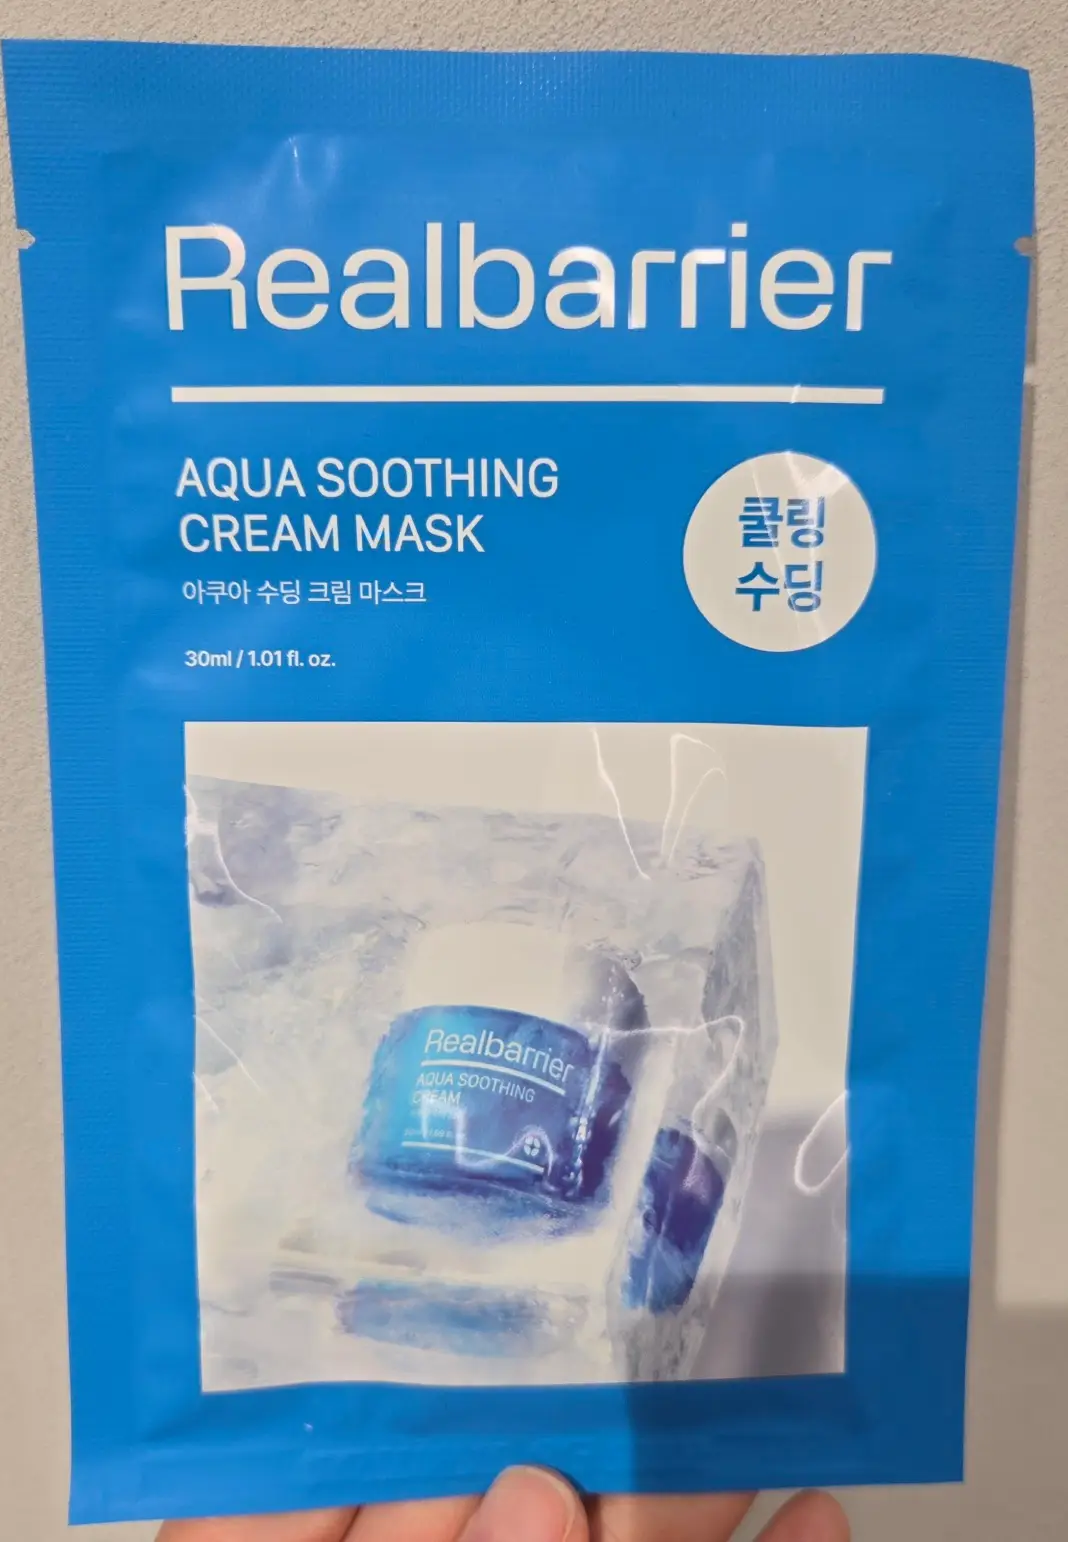 Realbarrier
AQUA SOOTHING
CREAM MASK
아쿠아 수딩 크림 마스크
30ml / 1.01 fl. oz.
쿨링
수딩
Realbarrier
AQUA SOOTHING
CREAM